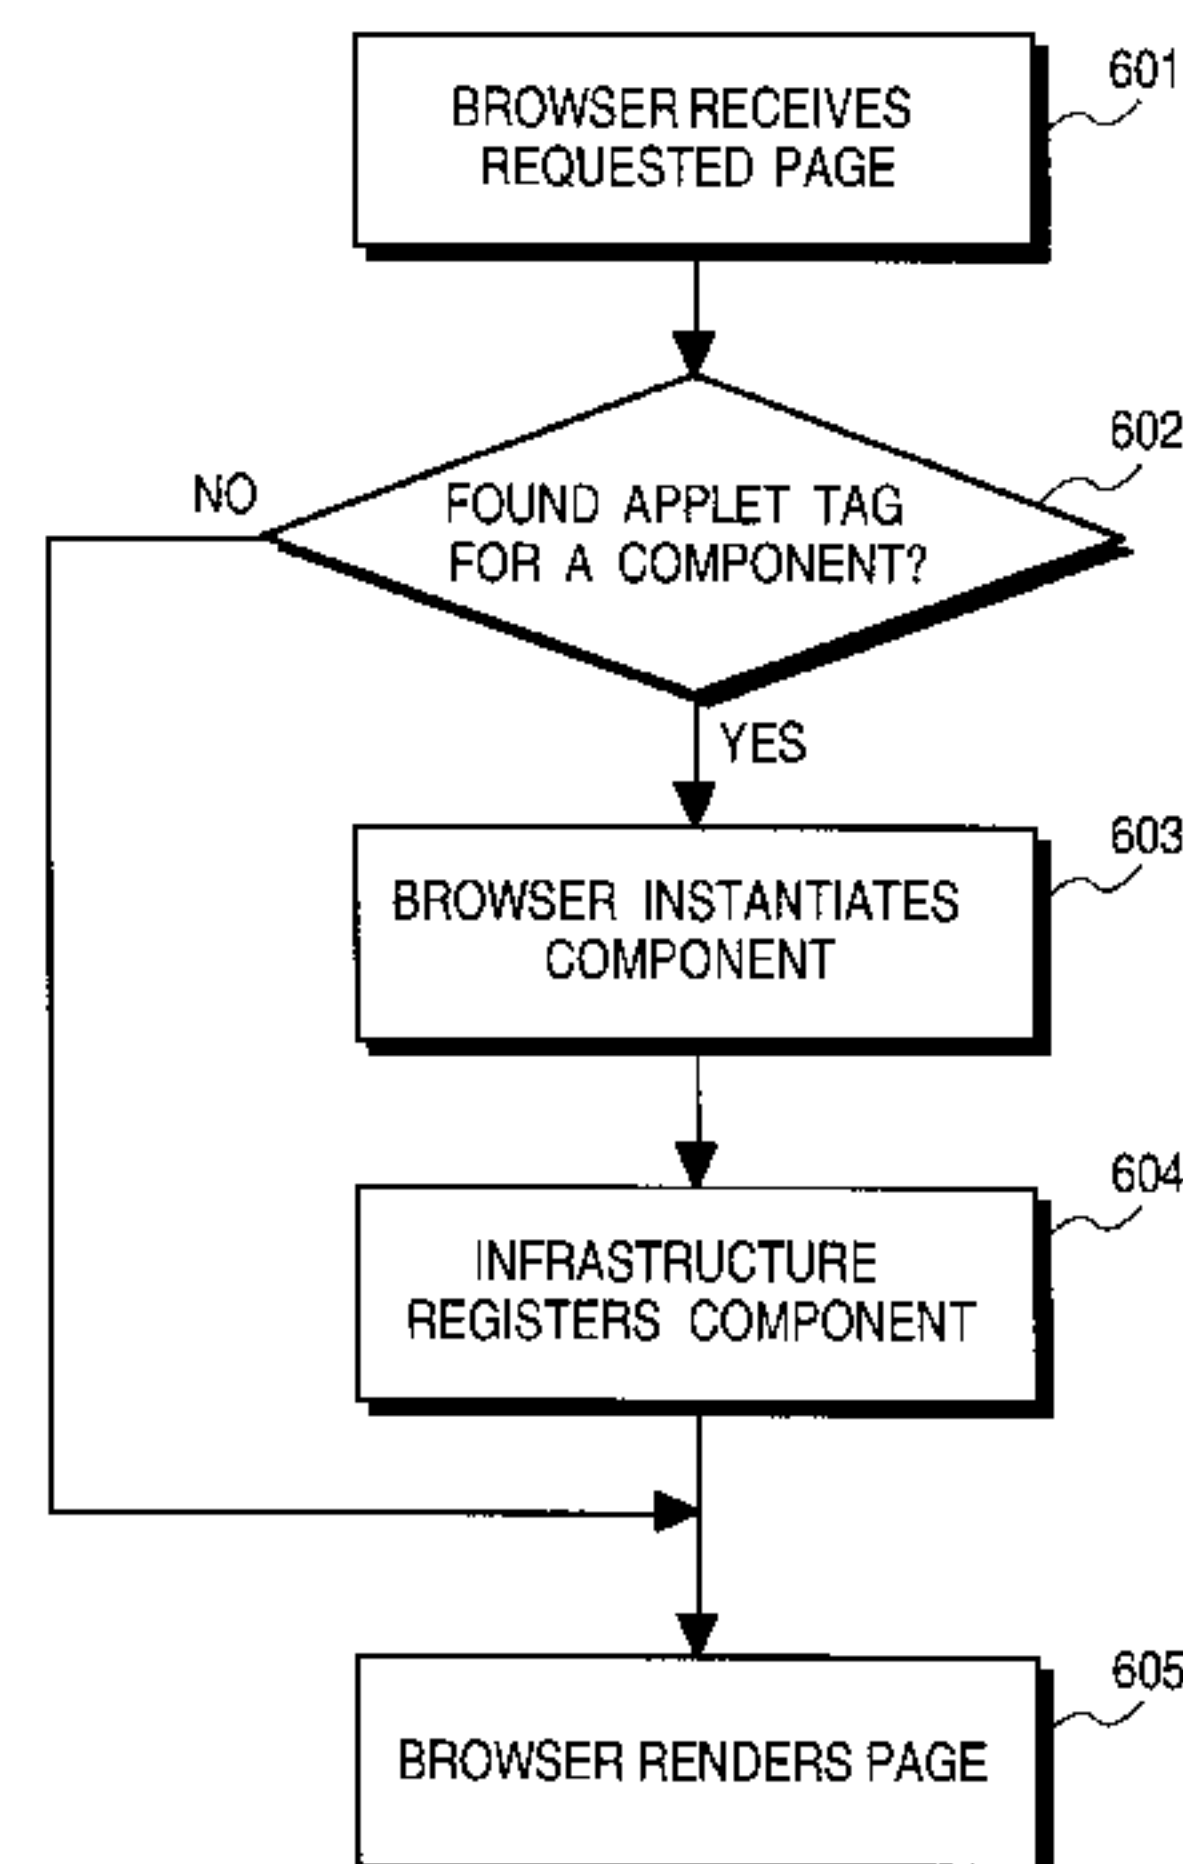 BROWSER RECEIVES
REQUESTED PAGE
601
602
NO
FOUND APPLET TAG
FOR A COMPONENT?
YES
603
BROWSER INSTANTIATES
COMPONENT
604
INFRASTRUCTURE
REGISTERS COMPONENT
605
BROWSER RENDERS PAGE